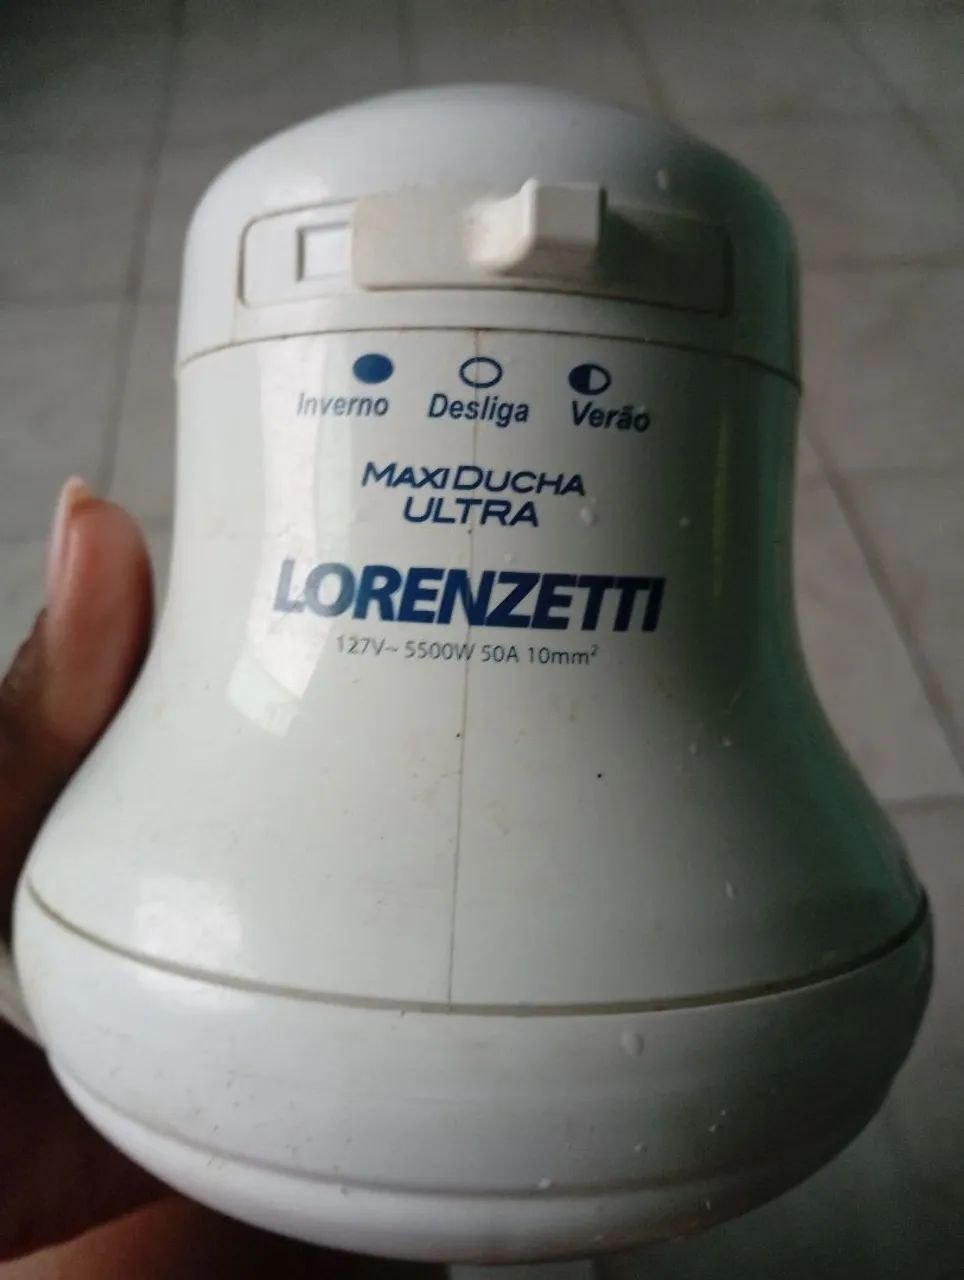 Inverno Desliga Verão
MAXIDUCHA
ULTRA
LORENZETTI
127V~ 5500W 50A 10mm²